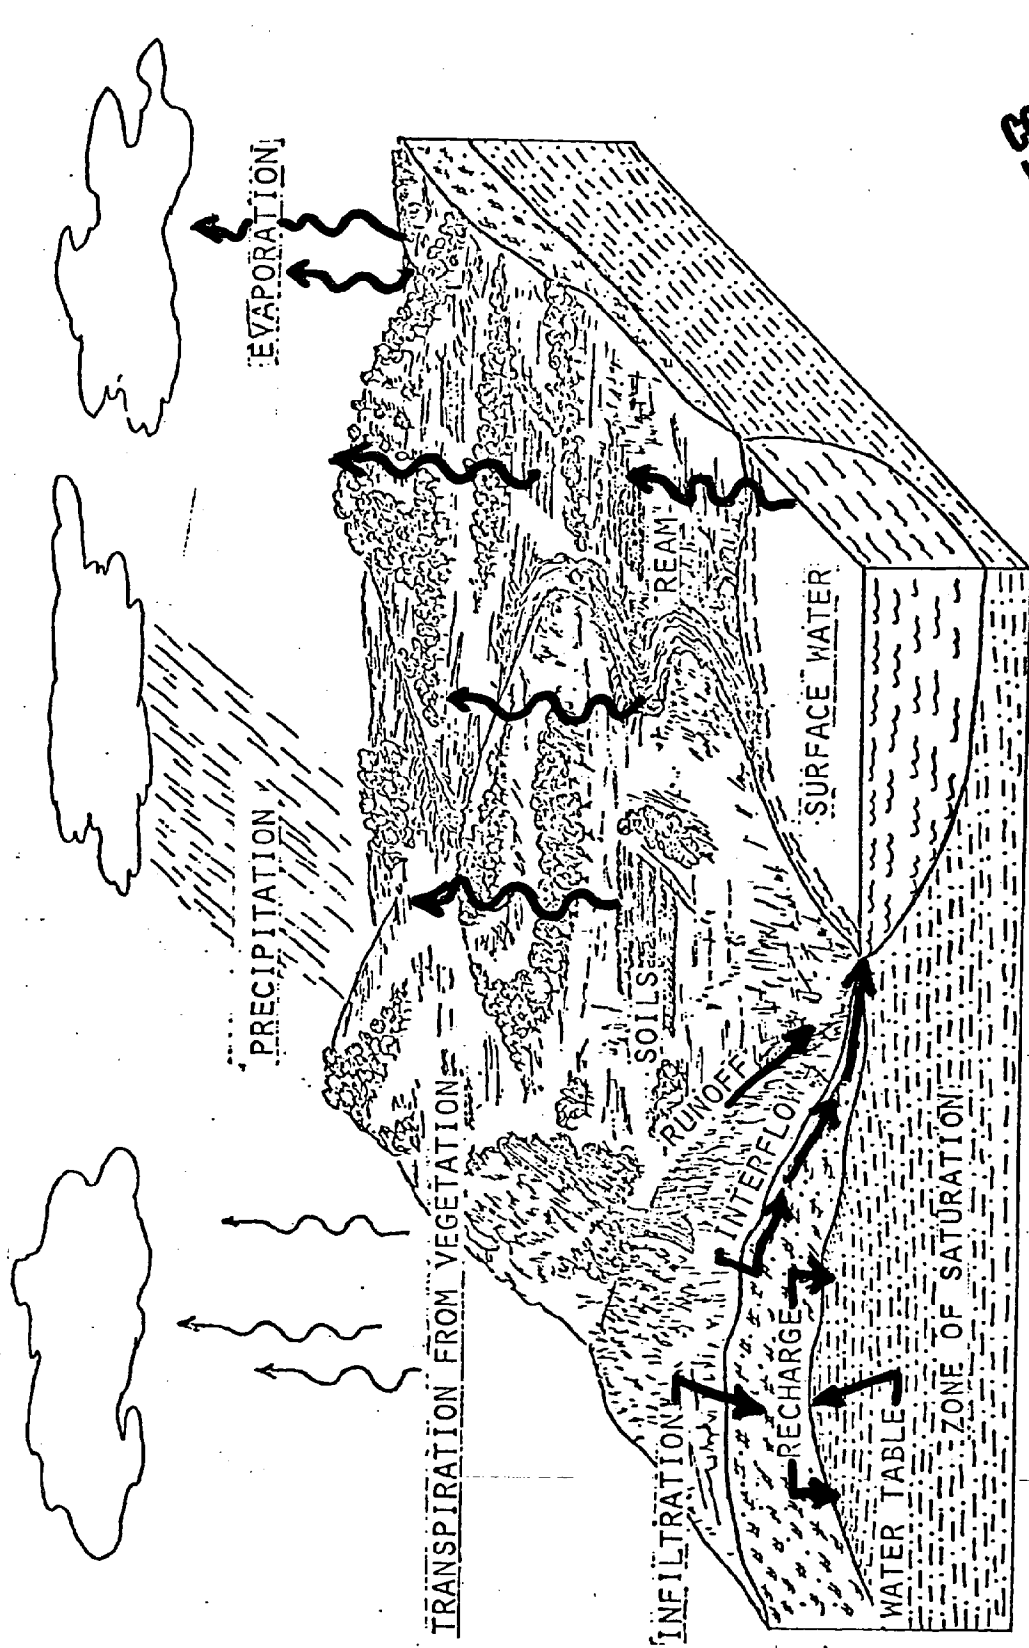 EVAPORATION
PRECIPITATION
TRANSPIRATION FROM VEGETATION
REAM
SOILS
SURFACE WATER
RUNOFF
INTERFLOW
INFILTRATION
RECHARGE
WATER TABLE
ZONE OF SATURATION